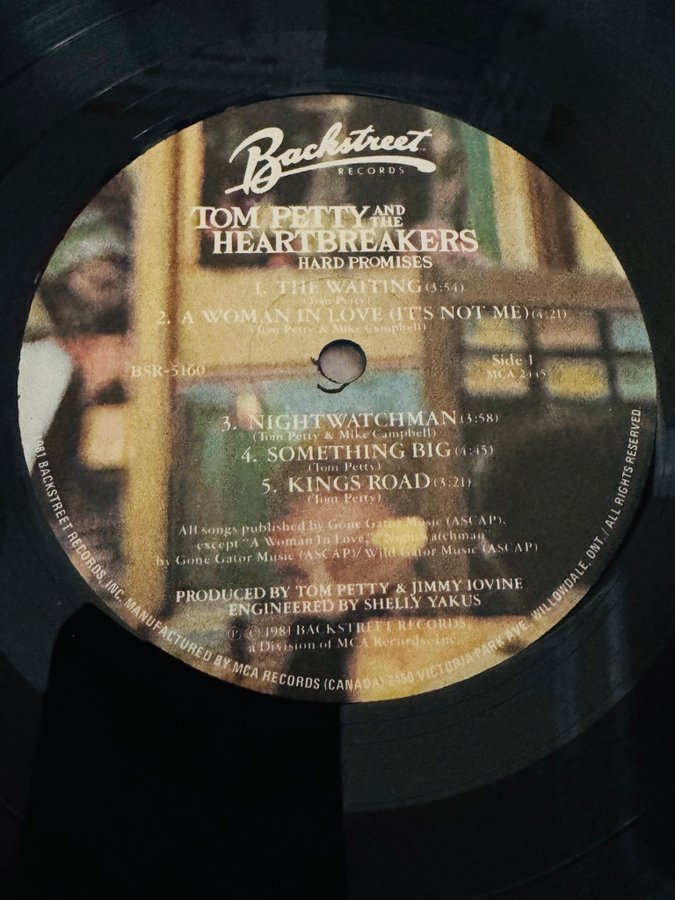 Backstreet
RECORDS
TOM PETTY AND THE
HEARTBREAKERS
HARD PROMISES
1. THE WAITING (3:54)
(Tom Petty)
2. A WOMAN IN LOVE (IT'S NOT ME) (4:21)
(Tom Petty & Mike Campbell)
BSR-5160
Side 1
MCA
3. NIGHTWATCHMAN (3:58)
(Tom Petty & Mike Campbell)
4. SOMETHING BIG (4:45)
(Tom Petty)
5. KINGS ROAD (3:21)
(Tom Petty)
All songs published by Gone Gator Music (ASCAP),
except "A Woman In Love," "Nightwatchman"
by Gone Gator Music (ASCAP)/ Wild Gator Music (ASCAP)
PRODUCED BY TOM PETTY & JIMMY IOVINE
ENGINEERED BY SHELLY YAKUS
℗ © 1981 BACKSTREET RECORDS
a Division of MCA Records, Inc.
1981 BACKSTREET RECORDS, INC. MANUFACTURED BY MCA RECORDS (CANADA) 2450 VICTORIA PARK AVE., WILLOWDALE, ONT./ ALL RIGHTS RESERVED.